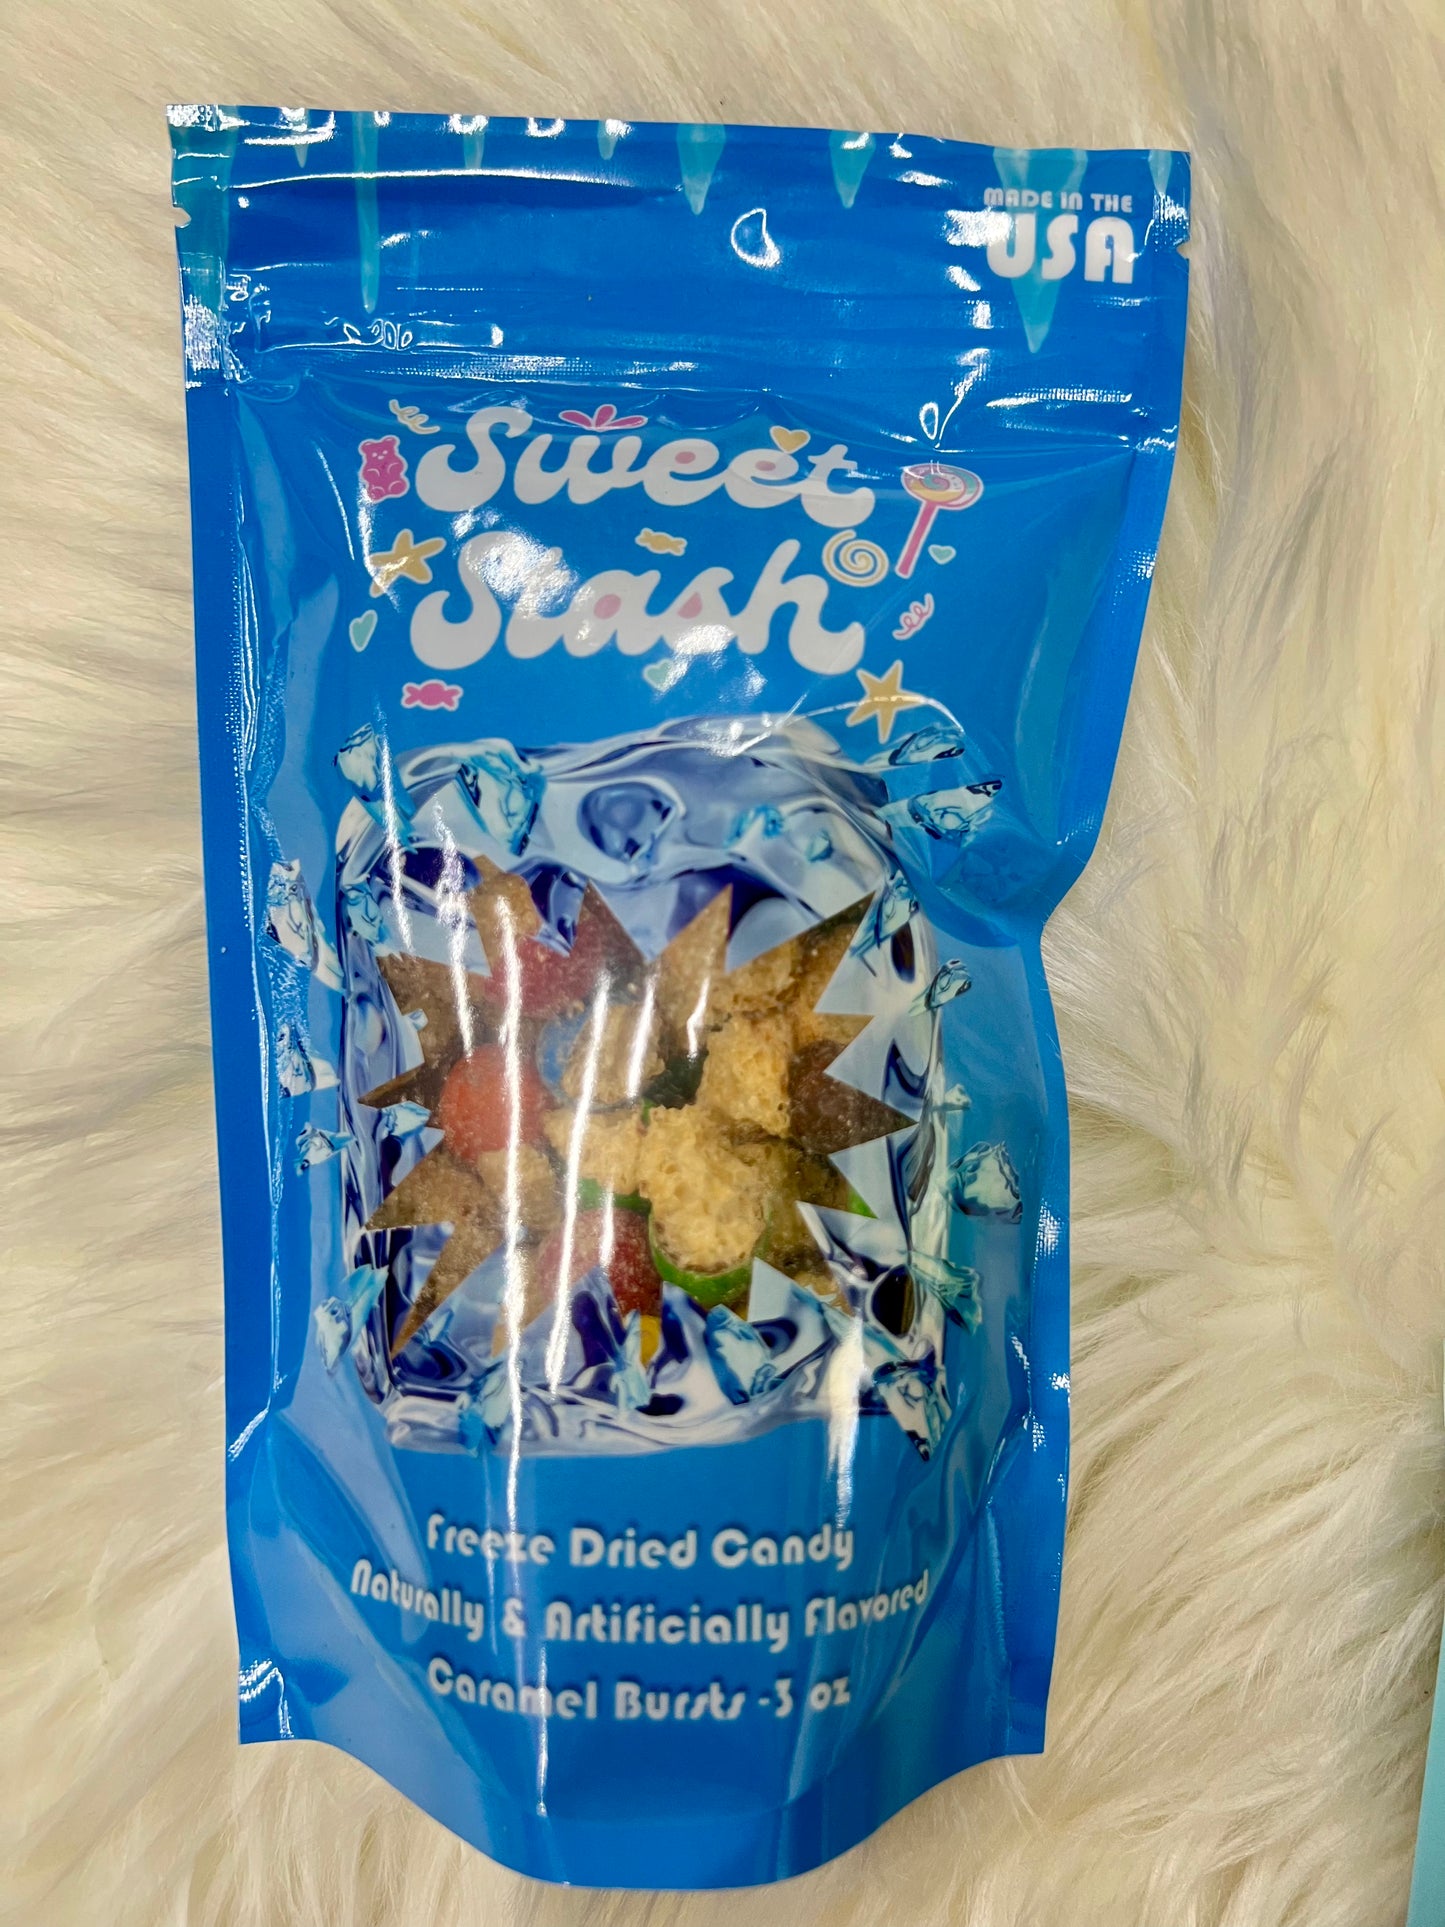 MADE IN THE
USA
Sweet
Stash
Freeze Dried Candy
Naturally & Artificially Flavored
Caramel Bursts -3 oz